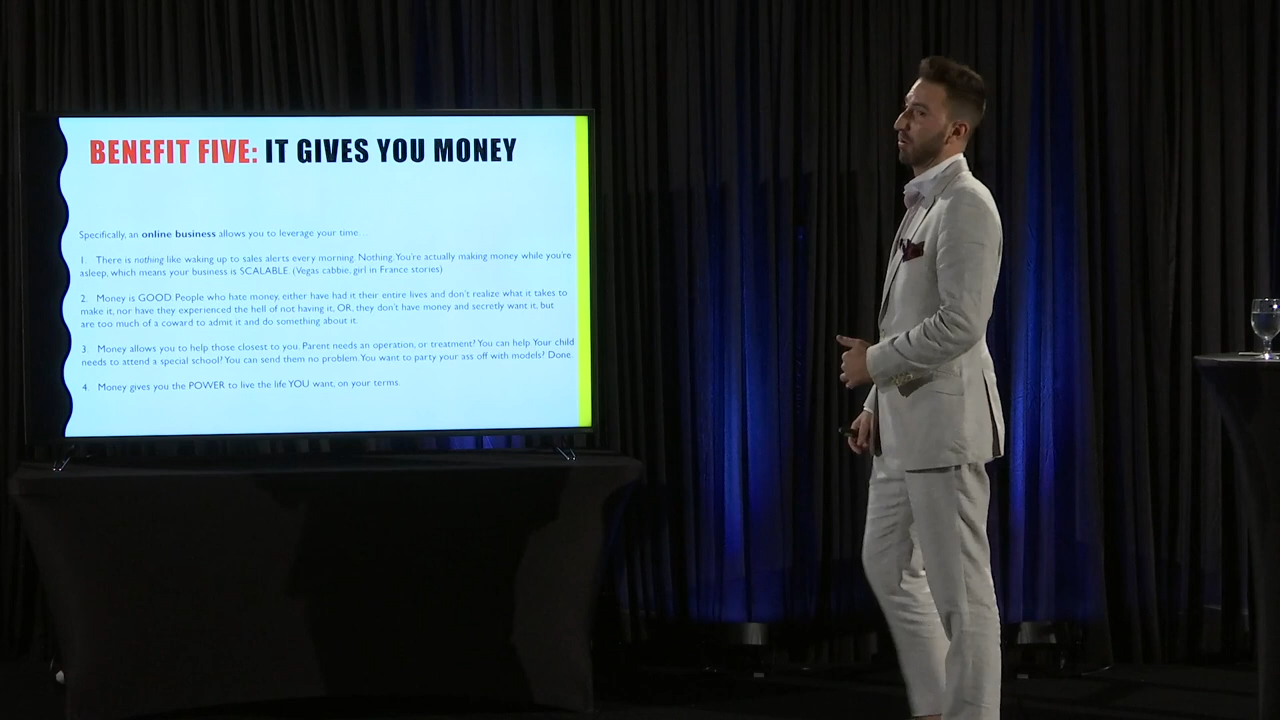 BENEFIT FIVE: IT GIVES YOU MONEY
Specifically, an online business allows you to leverage your time...
1. There is nothing like waking up to sales alerts every morning. Nothing. You're actually making money while you're
asleep, which means your business is SCALABLE. (Vegas cabbie, girl in France stories)
2. Money is GOOD. People who hate money, either have had it their entire lives and don't realize what it takes to
make it, nor have they experienced the hell of not having it, OR, they don't have money and secretly want it, but
are too much of a coward to admit it and do something about it.
3. Money allows you to help those closest to you. Parent needs an operation, or treatment? You can help. Your child
needs to attend a special school? You can send them no problem. You want to party your ass off with models? Done.
4. Money gives you the POWER to live the life YOU want, on your terms.